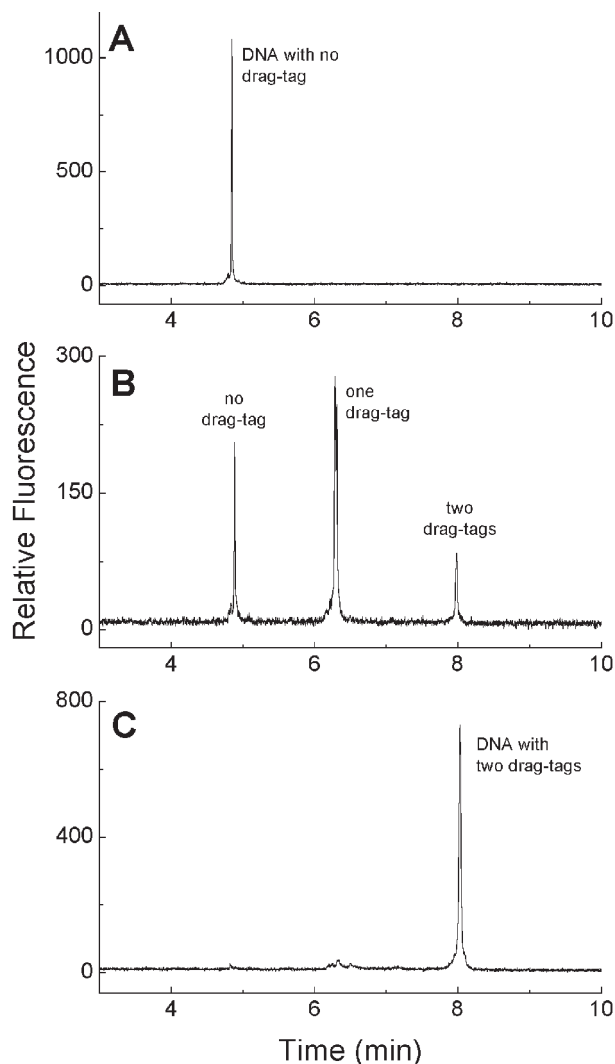 A
DNA with no
drag-tag
1000
500
0
4
6
8
10
B
300
150
0
no
drag-tag
one
drag-tag
two
drag-tags
4
6
8
10
Relative Fluorescence
C
800
400
0
DNA with
two drag-tags
4
6
8
10
Time (min)